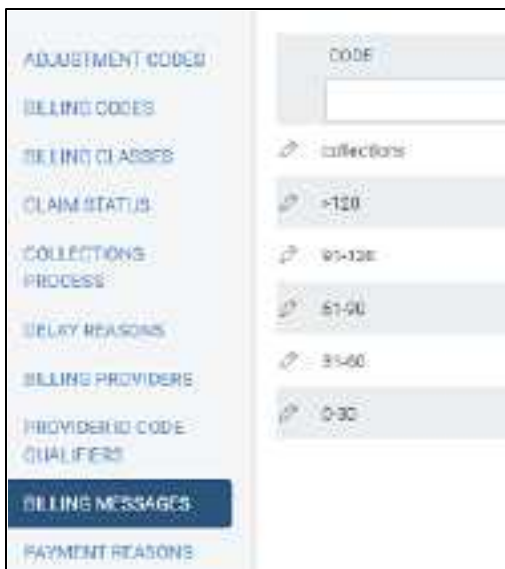 ADJUSTMENT CODES
BILLING CODES
BILLING CLASSES
CLAIM STATUS
COLLECTIONS
PROCESS
DELAY REASONS
BILLING PROVIDERS
PROVIDER ID CODE
QUALIFIERS
BILLING MESSAGES
PAYMENT REASONS
CODE
collections
>120
91-120
61-90
31-60
0-30